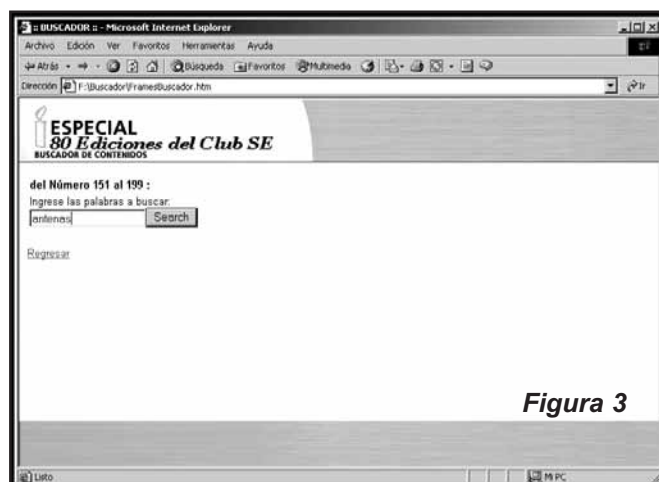 :: BUSCADOR :: - Microsoft Internet Explorer
Archivo Edición Ver Favoritos Herramientas Ayuda
Atrás Búsqueda Favoritos Multimedia
Dirección F:\Buscador\FramesBuscador.htm Ir
ESPECIAL
80 Ediciones del Club SE
BUSCADOR DE CONTENIDOS
del Número 151 al 199 :
Ingrese las palabras a buscar:
antenas Search
Regresar
Figura 3
Listo Mi PC